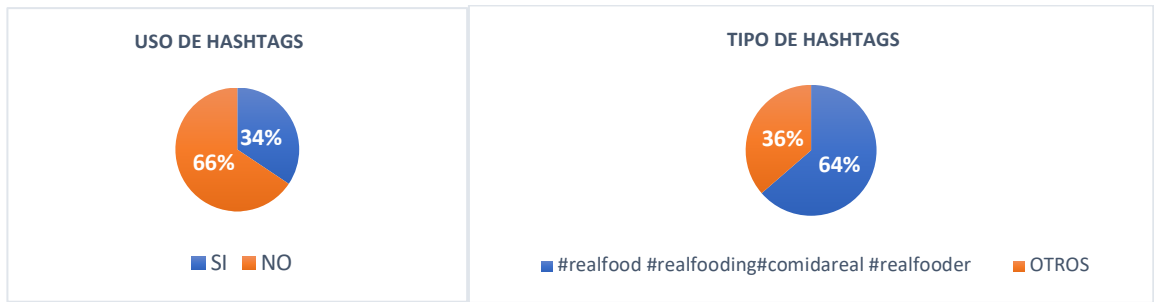 USO DE HASHTAGS
34%
66%
SI NO
TIPO DE HASHTAGS
36%
64%
#realfood #realfooding#comidareal #realfooder OTROS